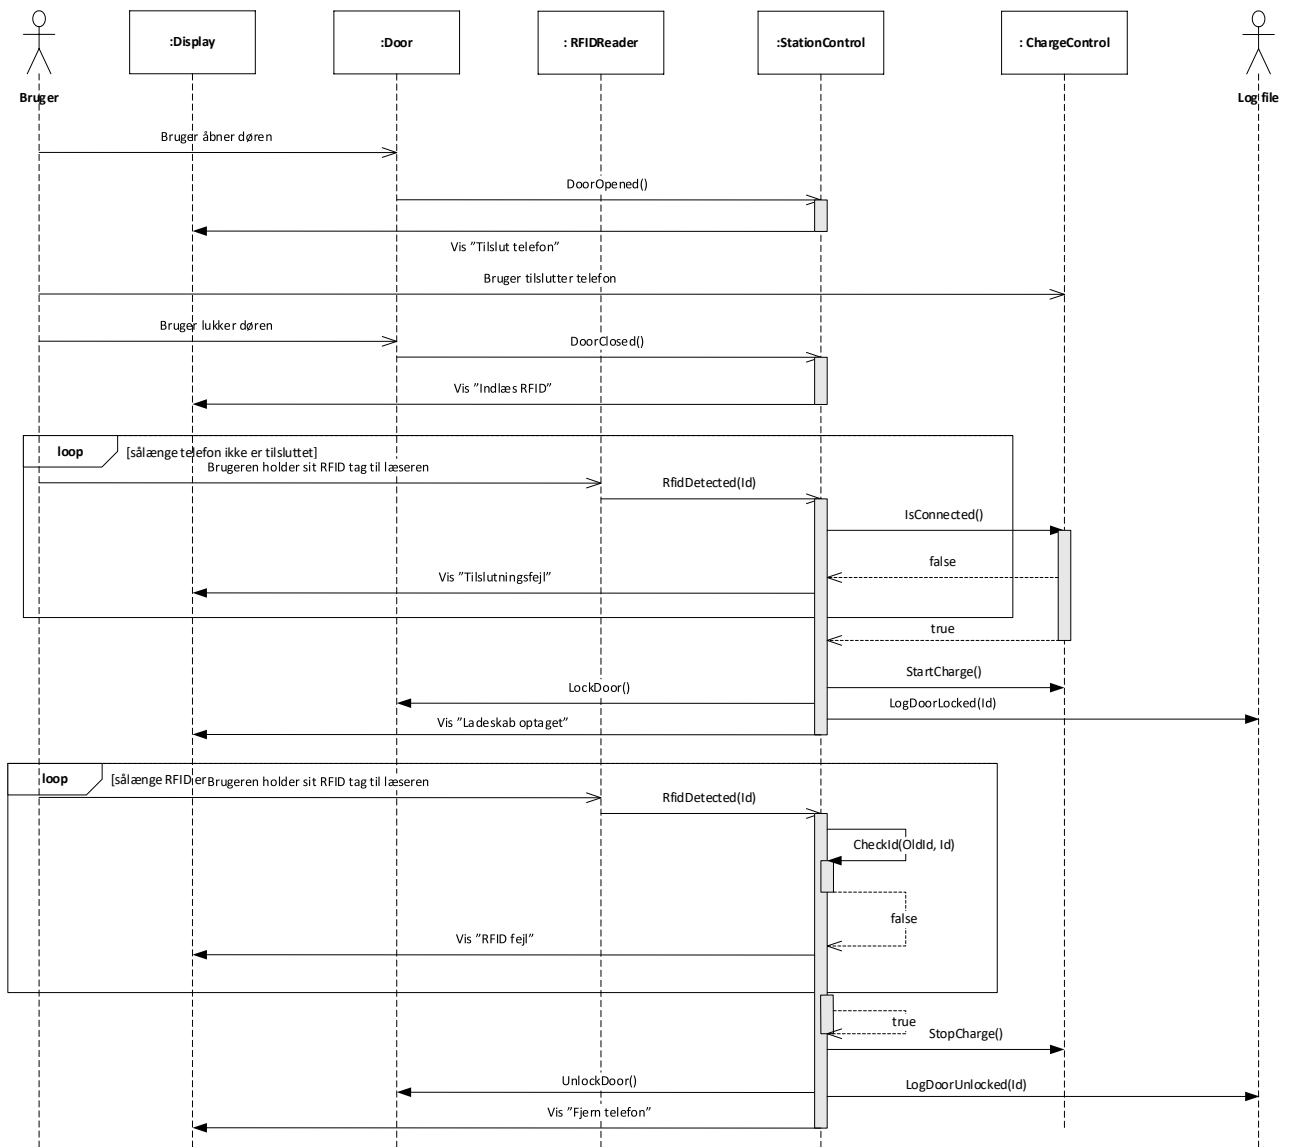 :Display
:Door
: RFIDReader
:StationControl
: ChargeControl
Bruger
Log file
Bruger åbner døren
DoorOpened()
Vis ”Tilslut telefon”
Bruger tilslutter telefon
Bruger lukker døren
DoorClosed()
Vis ”Indlæs RFID”
loop
[sålænge telefon ikke er tilsluttet]
Brugeren holder sit RFID tag til læseren
RfidDetected(Id)
IsConnected()
false
Vis ”Tilslutningsfejl”
true
StartCharge()
LockDoor()
LogDoorLocked(Id)
Vis ”Ladeskab optaget”
loop
[sålænge RFID er
Brugeren holder sit RFID tag til læseren
RfidDetected(Id)
CheckId(OldId, Id)
false
Vis ”RFID fejl”
true
StopCharge()
UnlockDoor()
LogDoorUnlocked(Id)
Vis ”Fjern telefon”